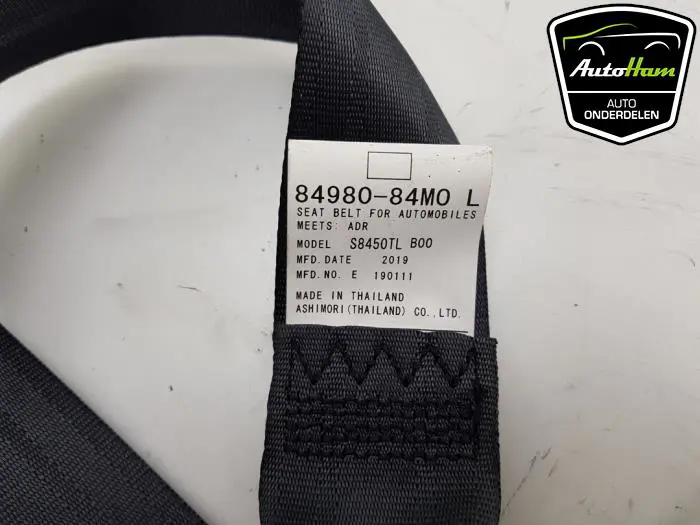 AutoHam
AUTO
ONDERDELEN
84980-84M0 L
SEAT BELT FOR AUTOMOBILES
MEETS: ADR
MODEL S8450TL B00
MFD. DATE 2019
MFD. NO. E 190111
MADE IN THAILAND
ASHIMORI (THAILAND) CO., LTD.